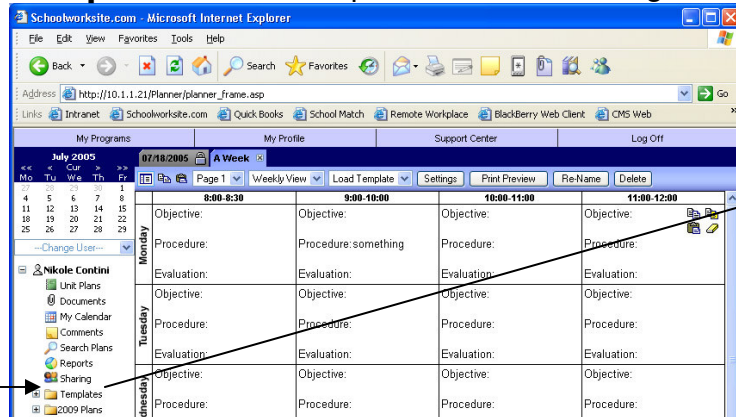 Schoolworksite.com - Microsoft Internet Explorer
File Edit View Favorites Tools Help
Back Search Favorites
Address http://10.1.1.21/Planner/planner_frame.asp Go
Links Intranet Schoolworksite.com Quick Books School Match Remote Workplace BlackBerry Web Client CMS Web »
My Programs My Profile Support Center Log Off
July 2005
<< < Cur > >>
Mo Tu We Th Fr
27 28 29 30 1
4 5 6 7 8
11 12 13 14 15
18 19 20 21 22
25 26 27 28 29
---Change User---
Nikole Contini
Unit Plans
Documents
My Calendar
Comments
Search Plans
Reports
Sharing
Templates
2009 Plans
07/18/2005 A Week
Page 1 Weekly View Load Template Settings Print Preview Re-Name Delete
8:00-8:30 9:00-10:00 10:00-11:00 11:00-12:00
Monday
Objective: Objective: Objective: Objective:
Procedure: Procedure:something Procedure: Procedure:
Evaluation: Evaluation: Evaluation: Evaluation:
Tuesday
Objective: Objective: Objective: Objective:
Procedure: Procedure: Procedure: Procedure:
Evaluation: Evaluation: Evaluation: Evaluation:
dnesday
Objective: Objective: Objective: Objective:
Procedure: Procedure: Procedure: Procedure: